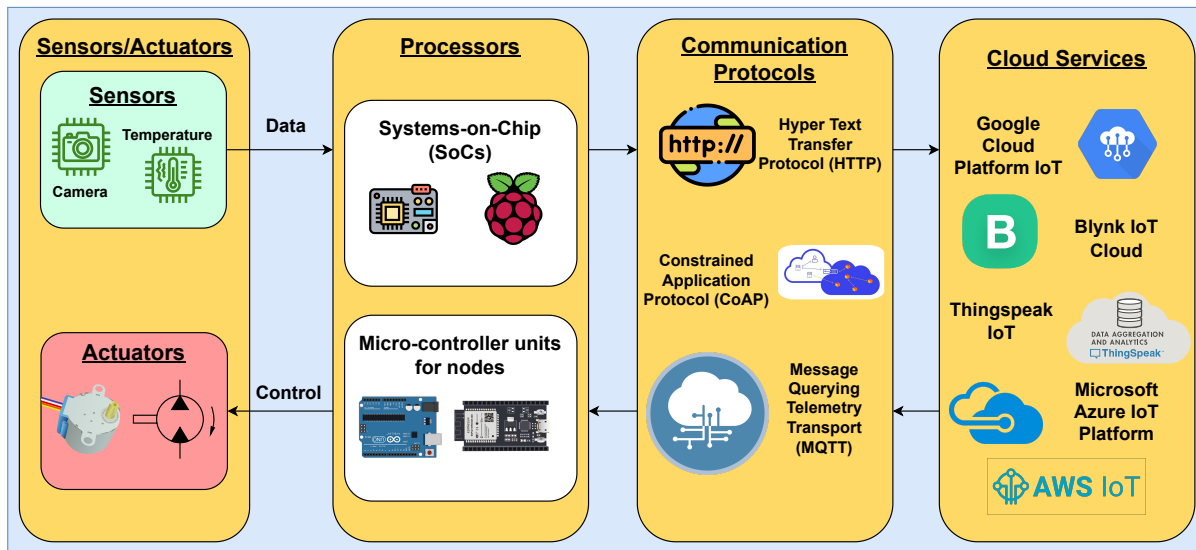 Sensors/Actuators
Sensors
Camera
Temperature
Actuators
Data
Control
Processors
Systems-on-Chip
(SoCs)
Micro-controller units
for nodes
Communication
Protocols
http://
Hyper Text
Transfer
Protocol (HTTP)
Constrained
Application
Protocol (CoAP)
Message
Querying
Telemetry
Transport
(MQTT)
Cloud Services
Google
Cloud
Platform IoT
B
Blynk IoT
Cloud
Thingspeak
IoT
DATA AGGREGATION
AND ANALYTICS
ThingSpeak
Microsoft
Azure IoT
Platform
AWS IoT